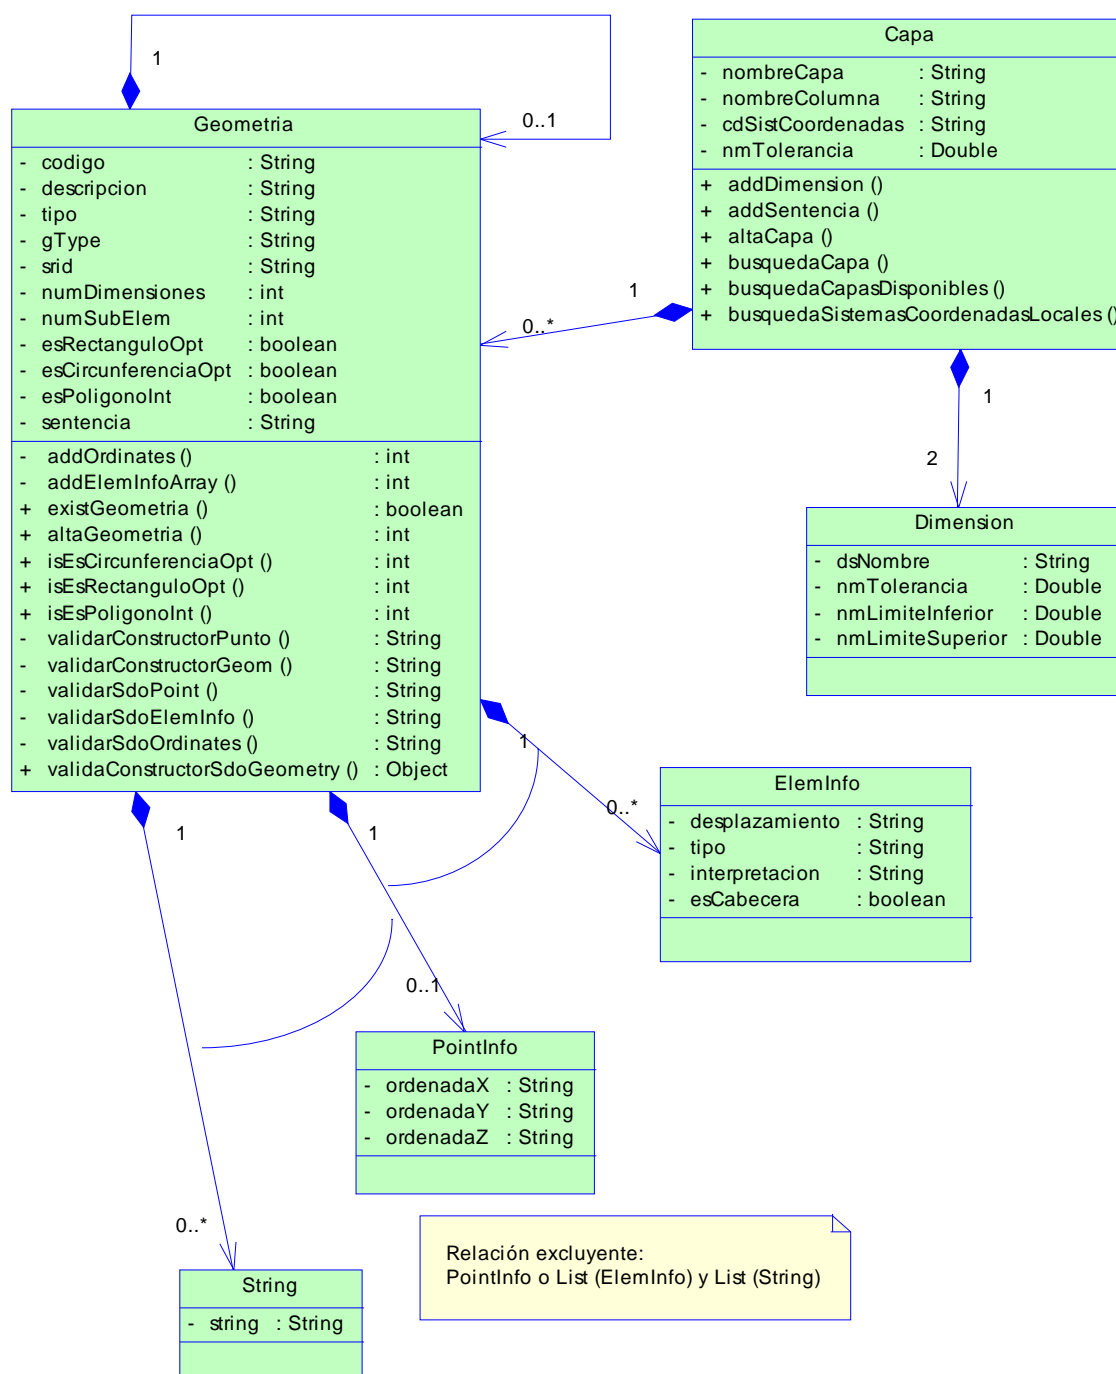 1
0..1
Geometria
- codigo : String
- descripcion : String
- tipo : String
- gType : String
- srid : String
- numDimensiones : int
- numSubElem : int
- esRectanguloOpt : boolean
- esCircunferenciaOpt : boolean
- esPoligonoInt : boolean
- sentencia : String
- addOrdinates () : int
- addElemInfoArray () : int
+ existGeometria () : boolean
+ altaGeometria () : int
+ isEsCircunferenciaOpt () : int
+ isEsRectanguloOpt () : int
+ isEsPoligonoInt () : int
- validarConstructorPunto () : String
- validarConstructorGeom () : String
- validarSdoPoint () : String
- validarSdoElemInfo () : String
- validarSdoOrdinates () : String
+ validaConstructorSdoGeometry () : Object
Capa
- nombreCapa : String
- nombreColumna : String
- cdSistCoordenadas : String
- nmTolerancia : Double
+ addDimension ()
+ addSentencia ()
+ altaCapa ()
+ busquedaCapa ()
+ busquedaCapasDisponibles ()
+ busquedaSistemasCoordenadasLocales ()
1
0..*
1
2
Dimension
- dsNombre : String
- nmTolerancia : Double
- nmLimiteInferior : Double
- nmLimiteSuperior : Double
1
0..*
ElemInfo
- desplazamiento : String
- tipo : String
- interpretacion : String
- esCabecera : boolean
1
1
0..1
PointInfo
- ordenadaX : String
- ordenadaY : String
- ordenadaZ : String
0..*
String
- string : String
Relación excluyente:
PointInfo o List (ElemInfo) y List (String)